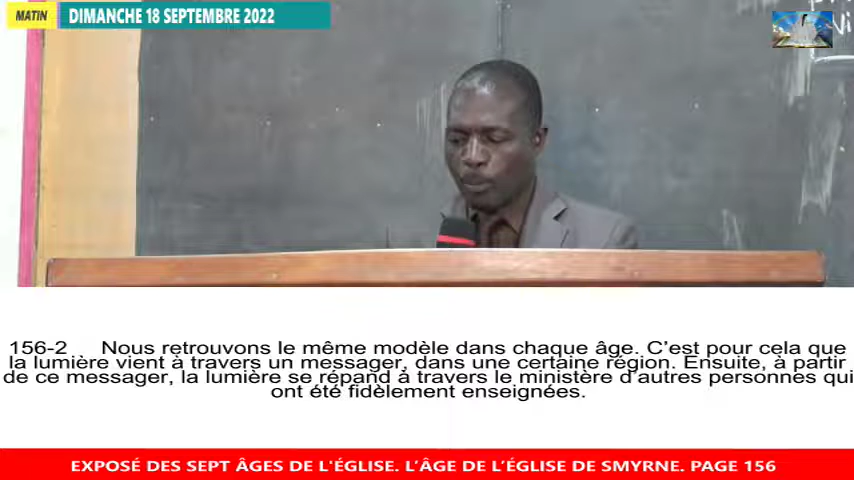 MATIN
DIMANCHE 18 SEPTEMBRE 2022
156-2 Nous retrouvons le même modèle dans chaque âge. C'est pour cela que
la lumière vient à travers un messager, dans une certaine région. Ensuite, à partir
de ce messager, la lumière se répand à travers le ministère d'autres personnes qui
ont été fidèlement enseignées.
EXPOSÉ DES SEPT ÂGES DE L'ÉGLISE. L'ÂGE DE L'ÉGLISE DE SMYRNE. PAGE 156